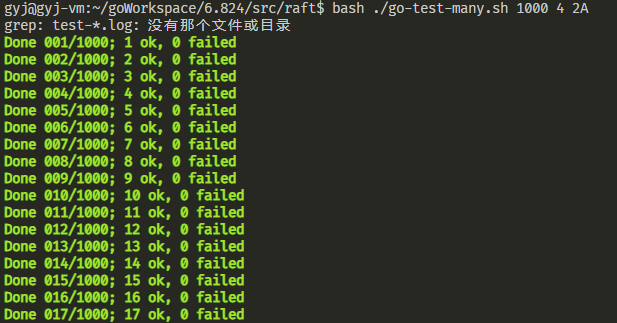 gyj@gyj-vm:~/goWorkspace/6.824/src/raft$ bash ./go-test-many.sh 1000 4 2A
grep: test-*.log: 没有那个文件或目录
Done 001/1000; 1 ok, 0 failed
Done 002/1000; 2 ok, 0 failed
Done 003/1000; 3 ok, 0 failed
Done 004/1000; 4 ok, 0 failed
Done 005/1000; 5 ok, 0 failed
Done 006/1000; 6 ok, 0 failed
Done 007/1000; 7 ok, 0 failed
Done 008/1000; 8 ok, 0 failed
Done 009/1000; 9 ok, 0 failed
Done 010/1000; 10 ok, 0 failed
Done 011/1000; 11 ok, 0 failed
Done 012/1000; 12 ok, 0 failed
Done 013/1000; 13 ok, 0 failed
Done 014/1000; 14 ok, 0 failed
Done 015/1000; 15 ok, 0 failed
Done 016/1000; 16 ok, 0 failed
Done 017/1000; 17 ok, 0 failed